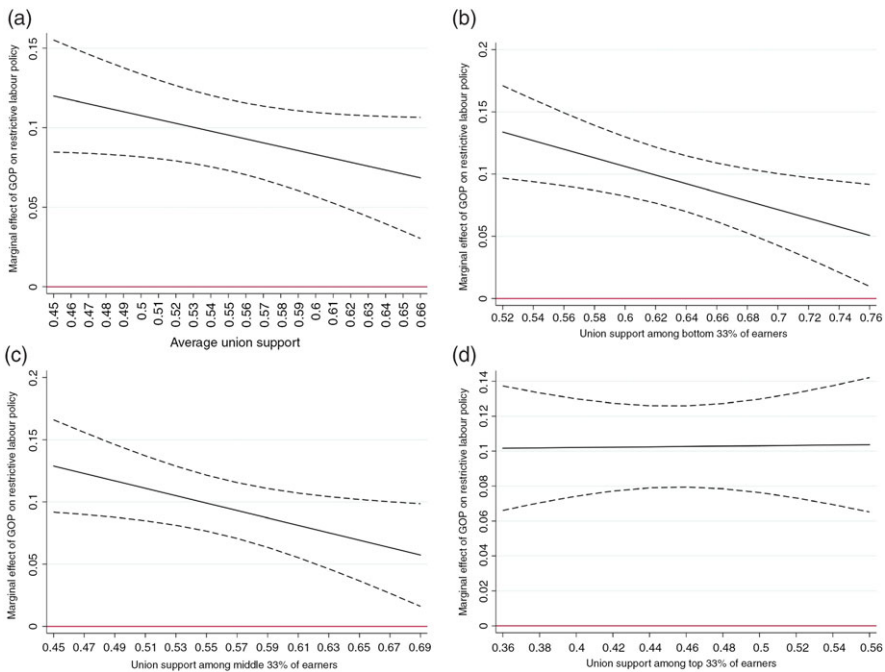 (a)
Marginal effect of GOP on restrictive labour policy
0.15
0.1
0.05
0
0.45 0.46 0.47 0.48 0.49 0.5 0.51 0.52 0.53 0.54 0.55 0.56 0.57 0.58 0.59 0.6 0.61 0.62 0.63 0.64 0.65 0.66
Average union support
(b)
Marginal effect of GOP on restrictive labour policy
0.2
0.15
0.1
0.05
0
0.52 0.54 0.56 0.58 0.6 0.62 0.64 0.66 0.68 0.7 0.72 0.74 0.76
Union support among bottom 33% of earners
(c)
Marginal effect of GOP on restrictive labour policy
0.2
0.15
0.1
0.05
0
0.45 0.47 0.49 0.51 0.53 0.55 0.57 0.59 0.61 0.63 0.65 0.67 0.69
Union support among middle 33% of earners
(d)
Marginal effect of GOP on restrictive labour policy
0.14
0.12
0.1
0.08
0.06
0.04
0.02
0
0.36 0.38 0.4 0.42 0.44 0.46 0.48 0.5 0.52 0.54 0.56
Union support among top 33% of earners